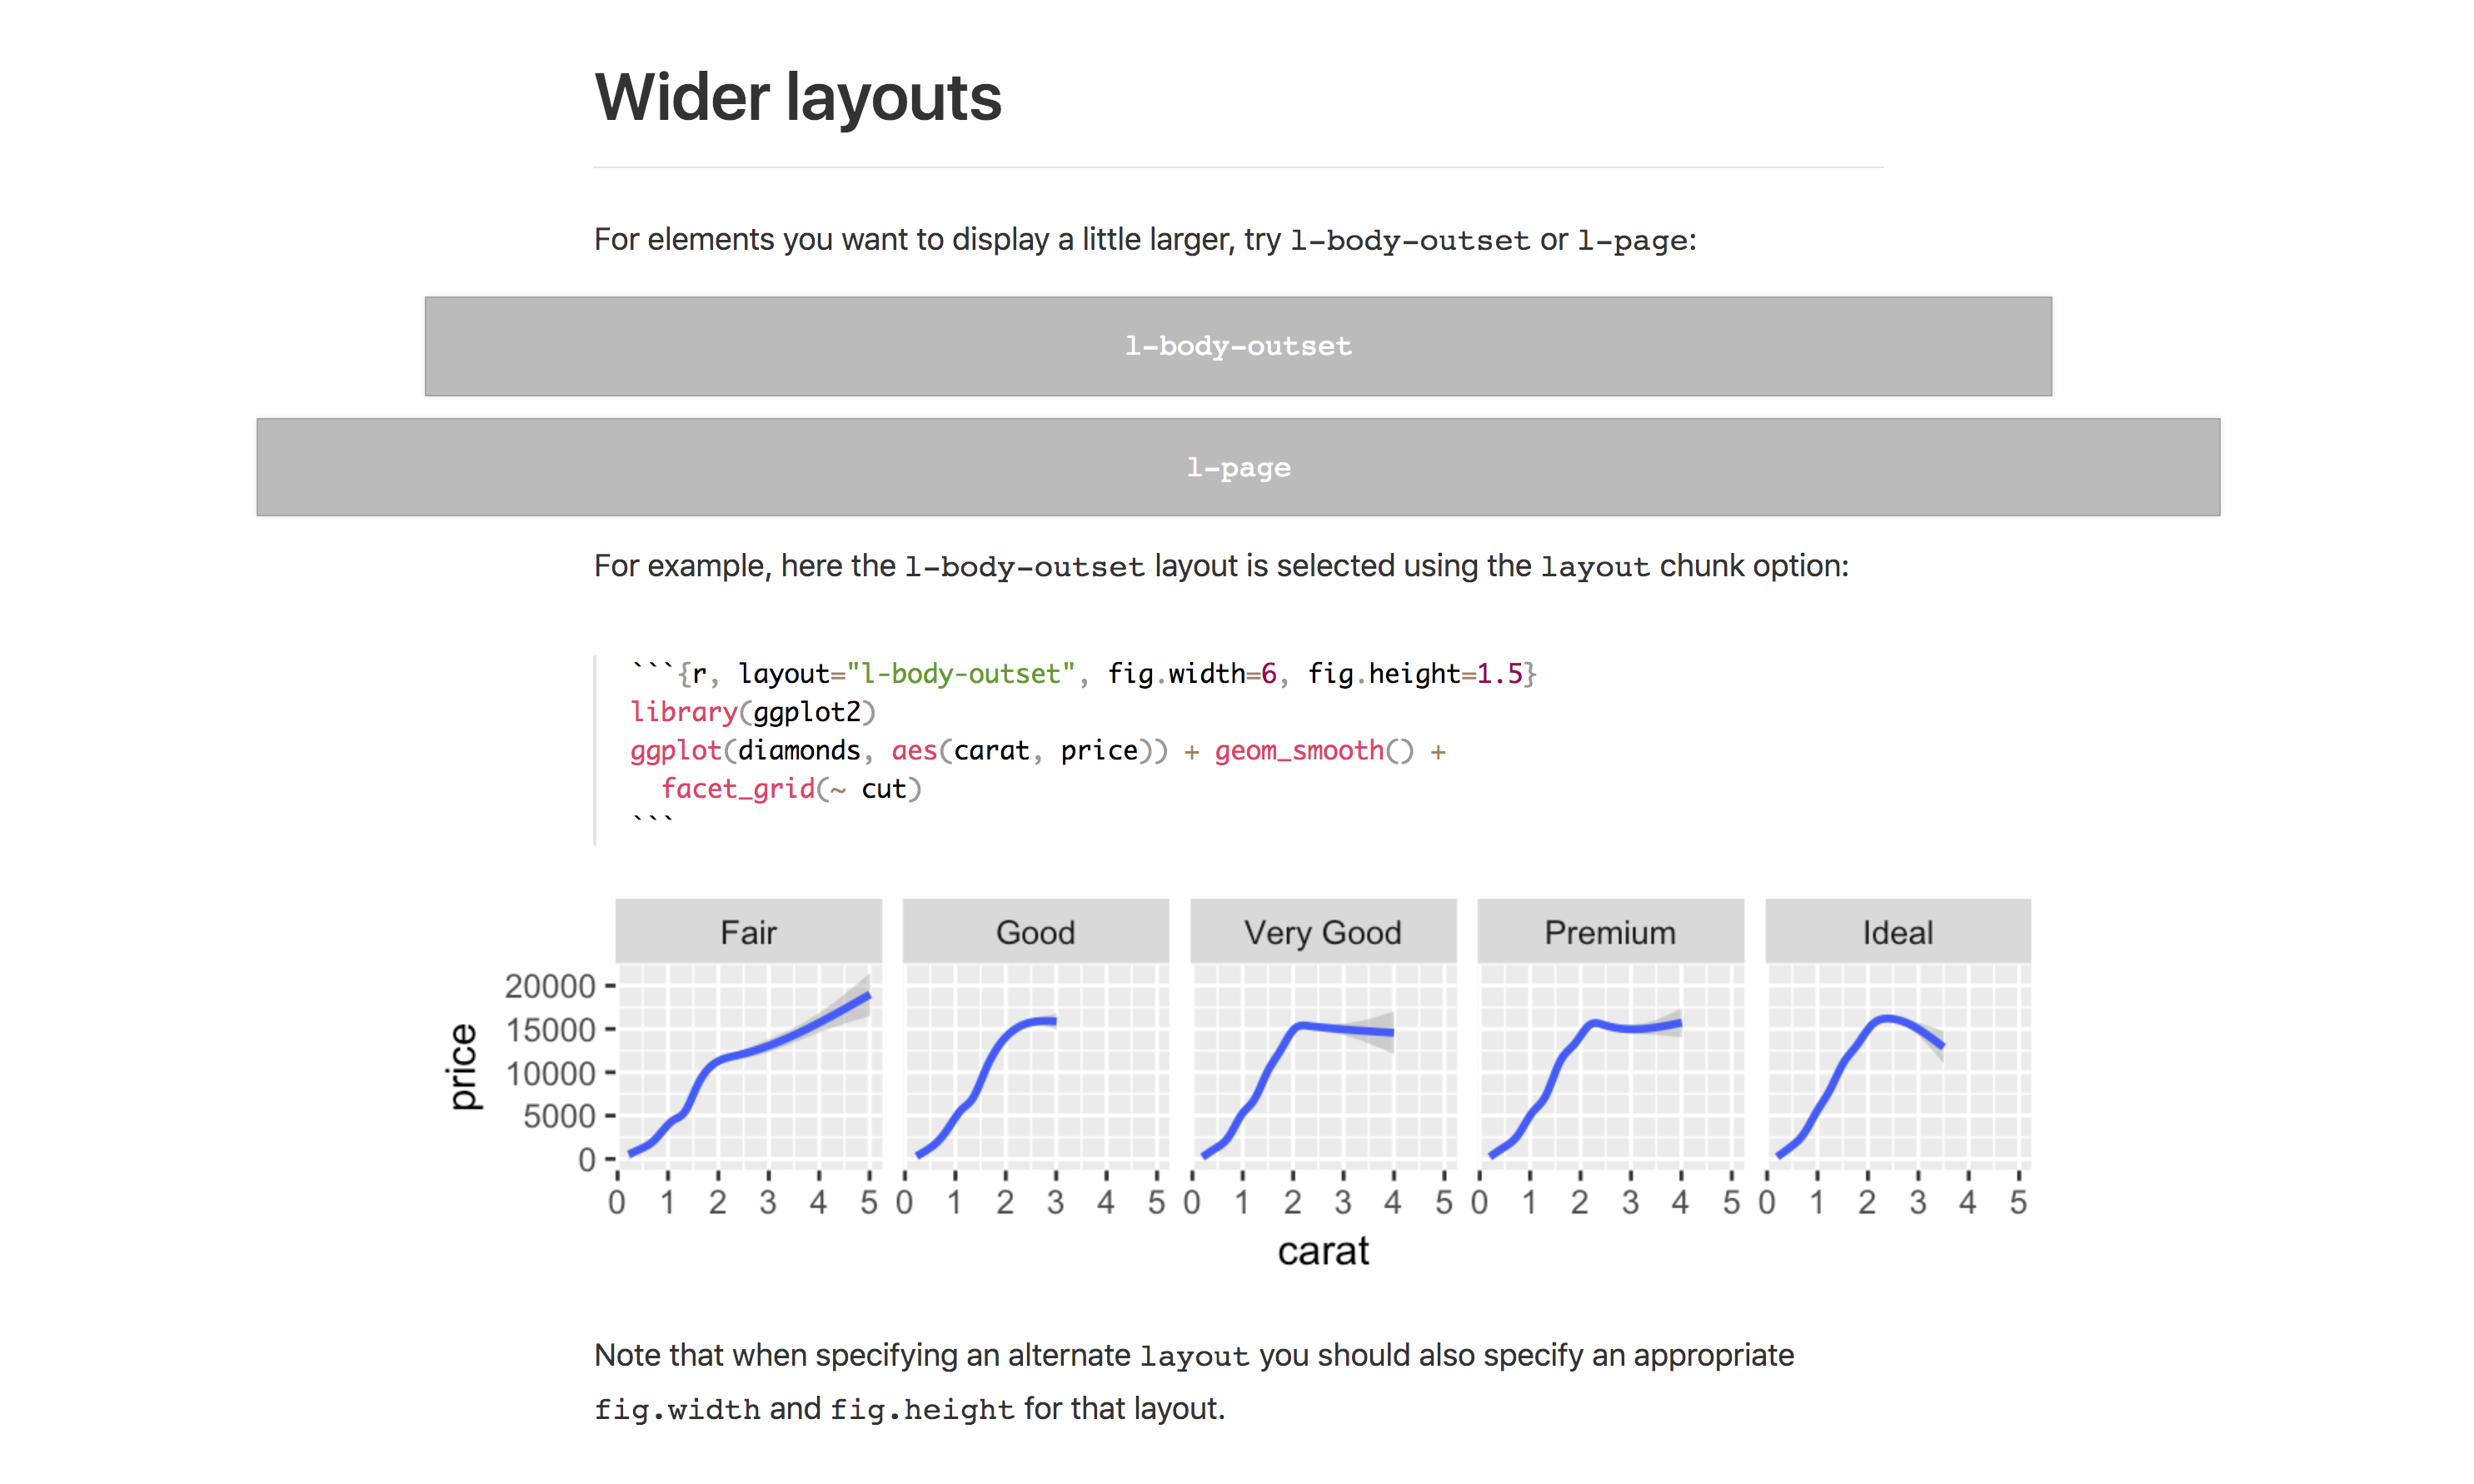 Wider layouts
For elements you want to display a little larger, try l-body-outset or l-page:
l-body-outset
l-page
For example, here the l-body-outset layout is selected using the layout chunk option:
```{r, layout="l-body-outset", fig.width=6, fig.height=1.5}
library(ggplot2)
ggplot(diamonds, aes(carat, price)) + geom_smooth() +
  facet_grid(~ cut)
```
Fair Good Very Good Premium Ideal
20000
15000
10000
5000
0
price
0 1 2 3 4 5 0 1 2 3 4 5 0 1 2 3 4 5 0 1 2 3 4 5 0 1 2 3 4 5
carat
Note that when specifying an alternate layout you should also specify an appropriate
fig.width and fig.height for that layout.